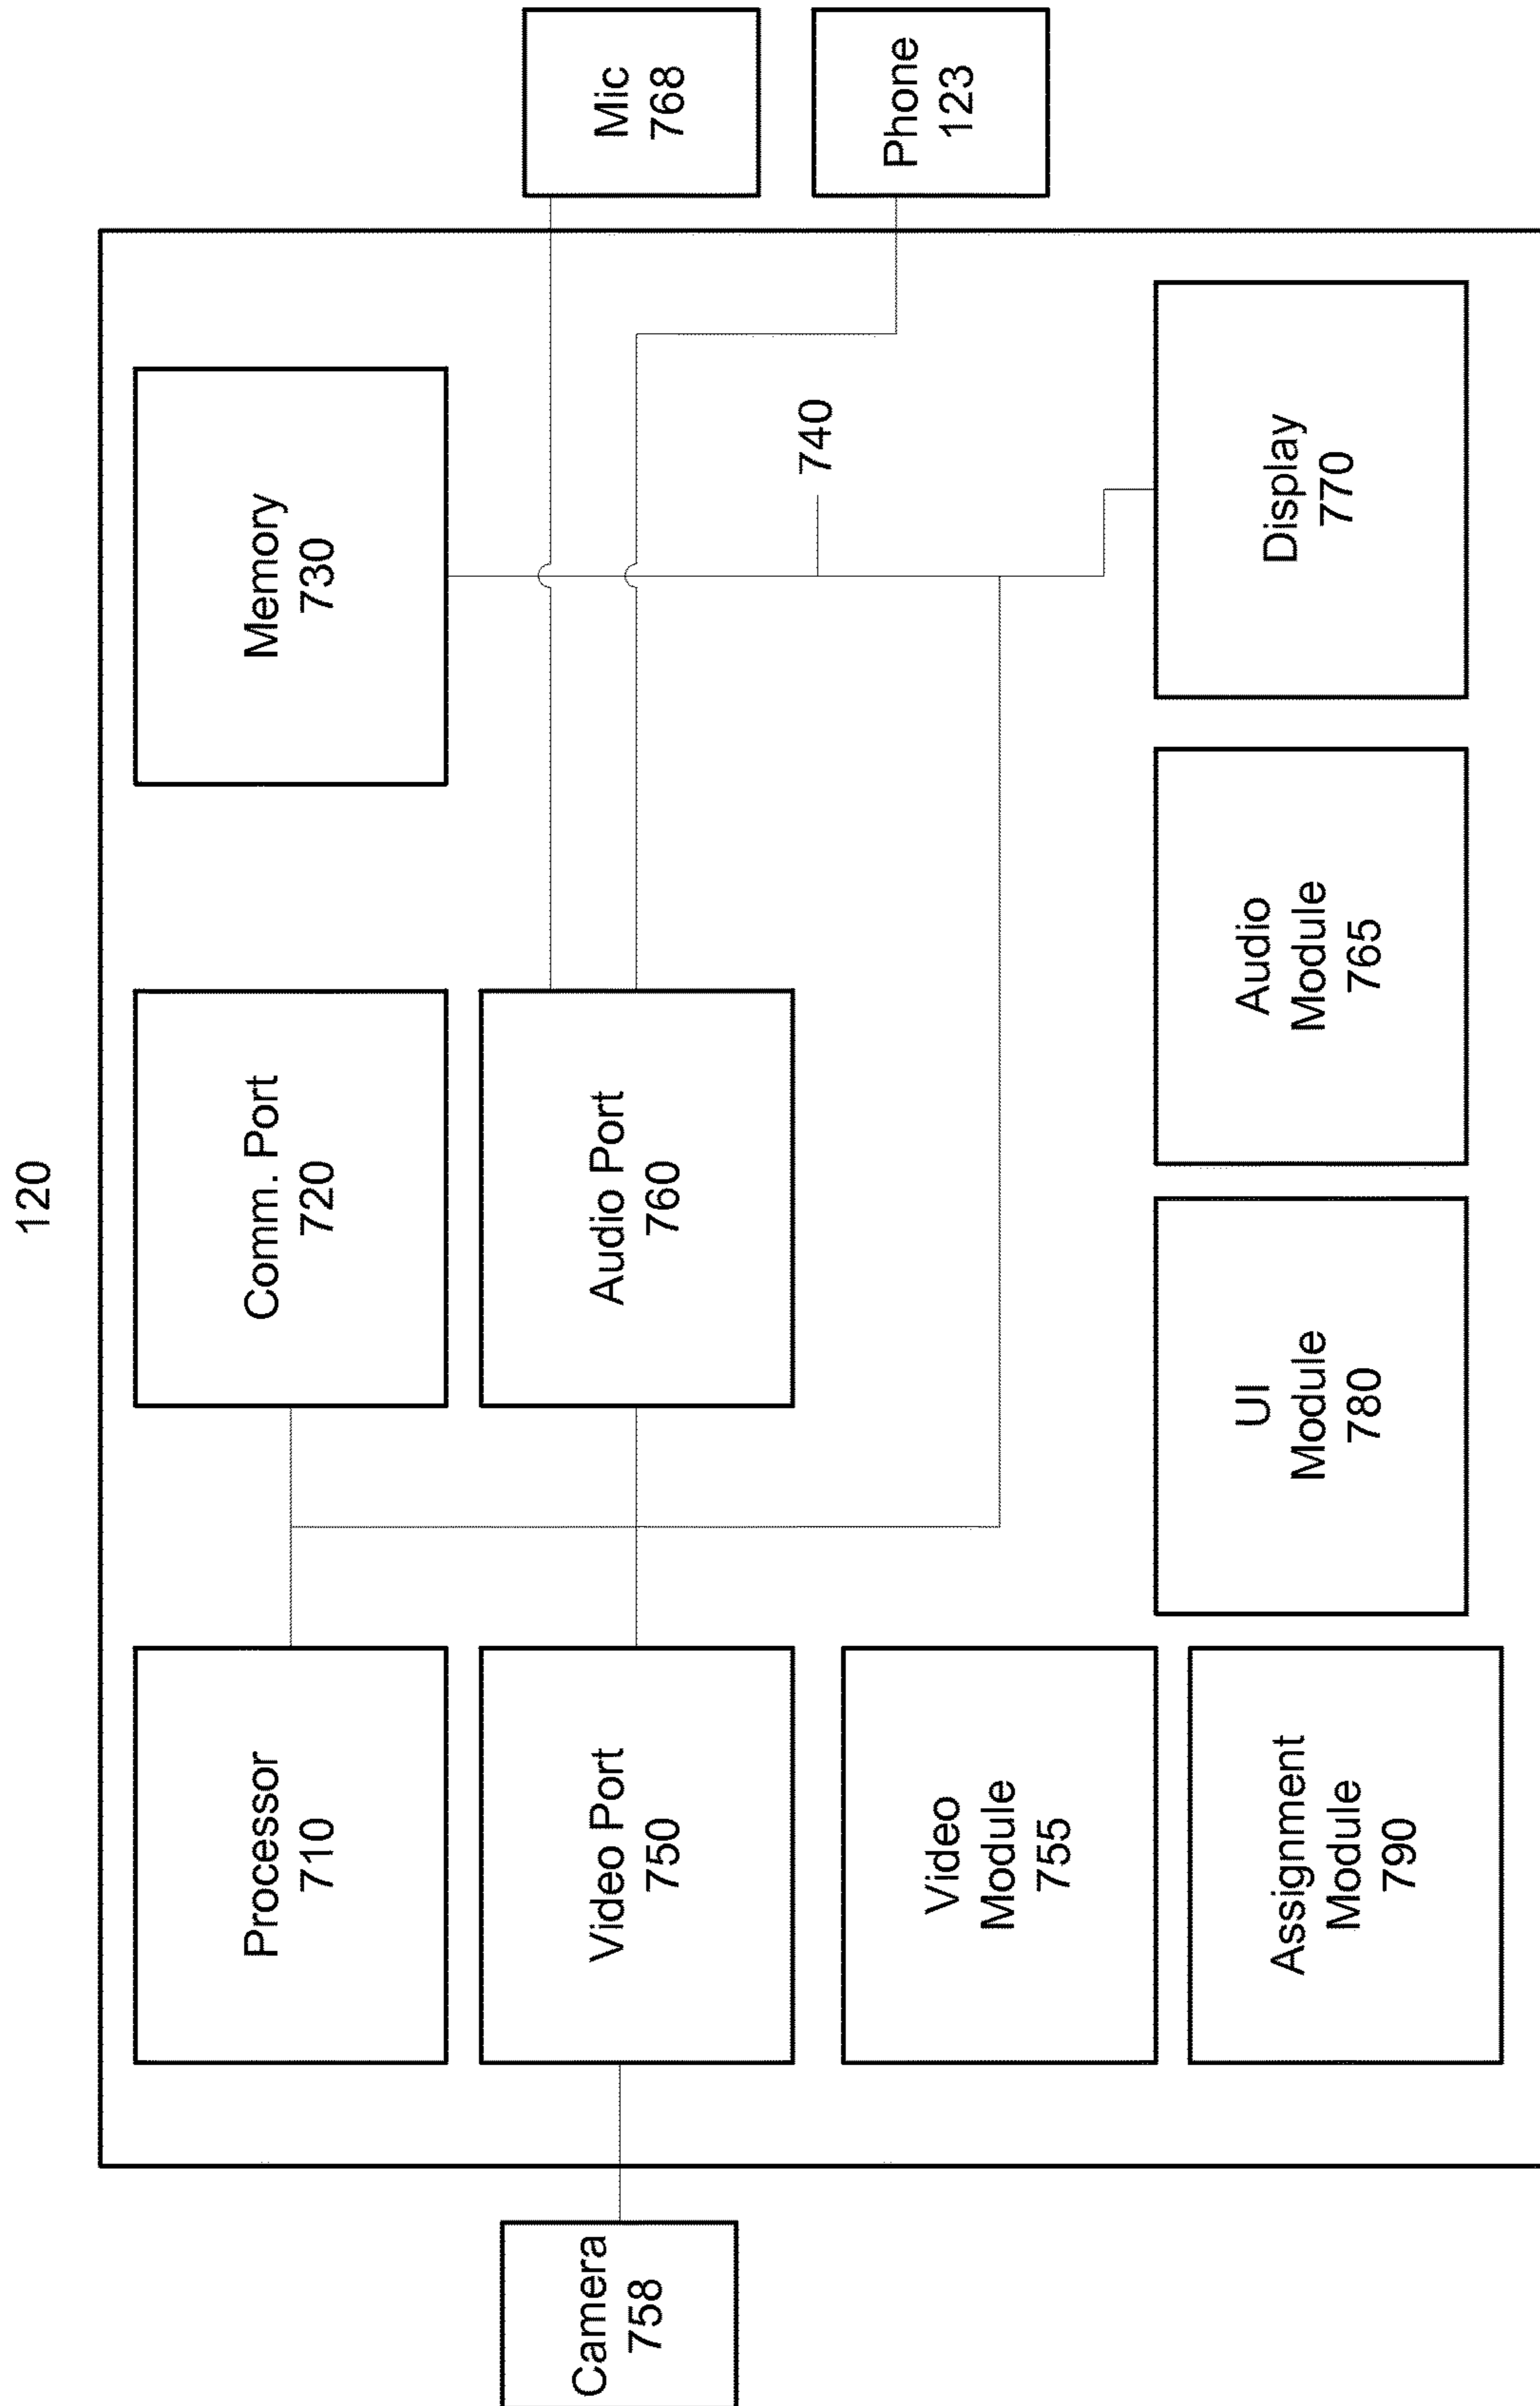 120
Processor
710
Comm. Port
720
Memory
730
Camera
758
Video Port
750
Audio Port
760
Mic
768
740
Phone
123
Video
Module
755
Assignment
Module
790
UI
Module
780
Audio
Module
765
Display
770